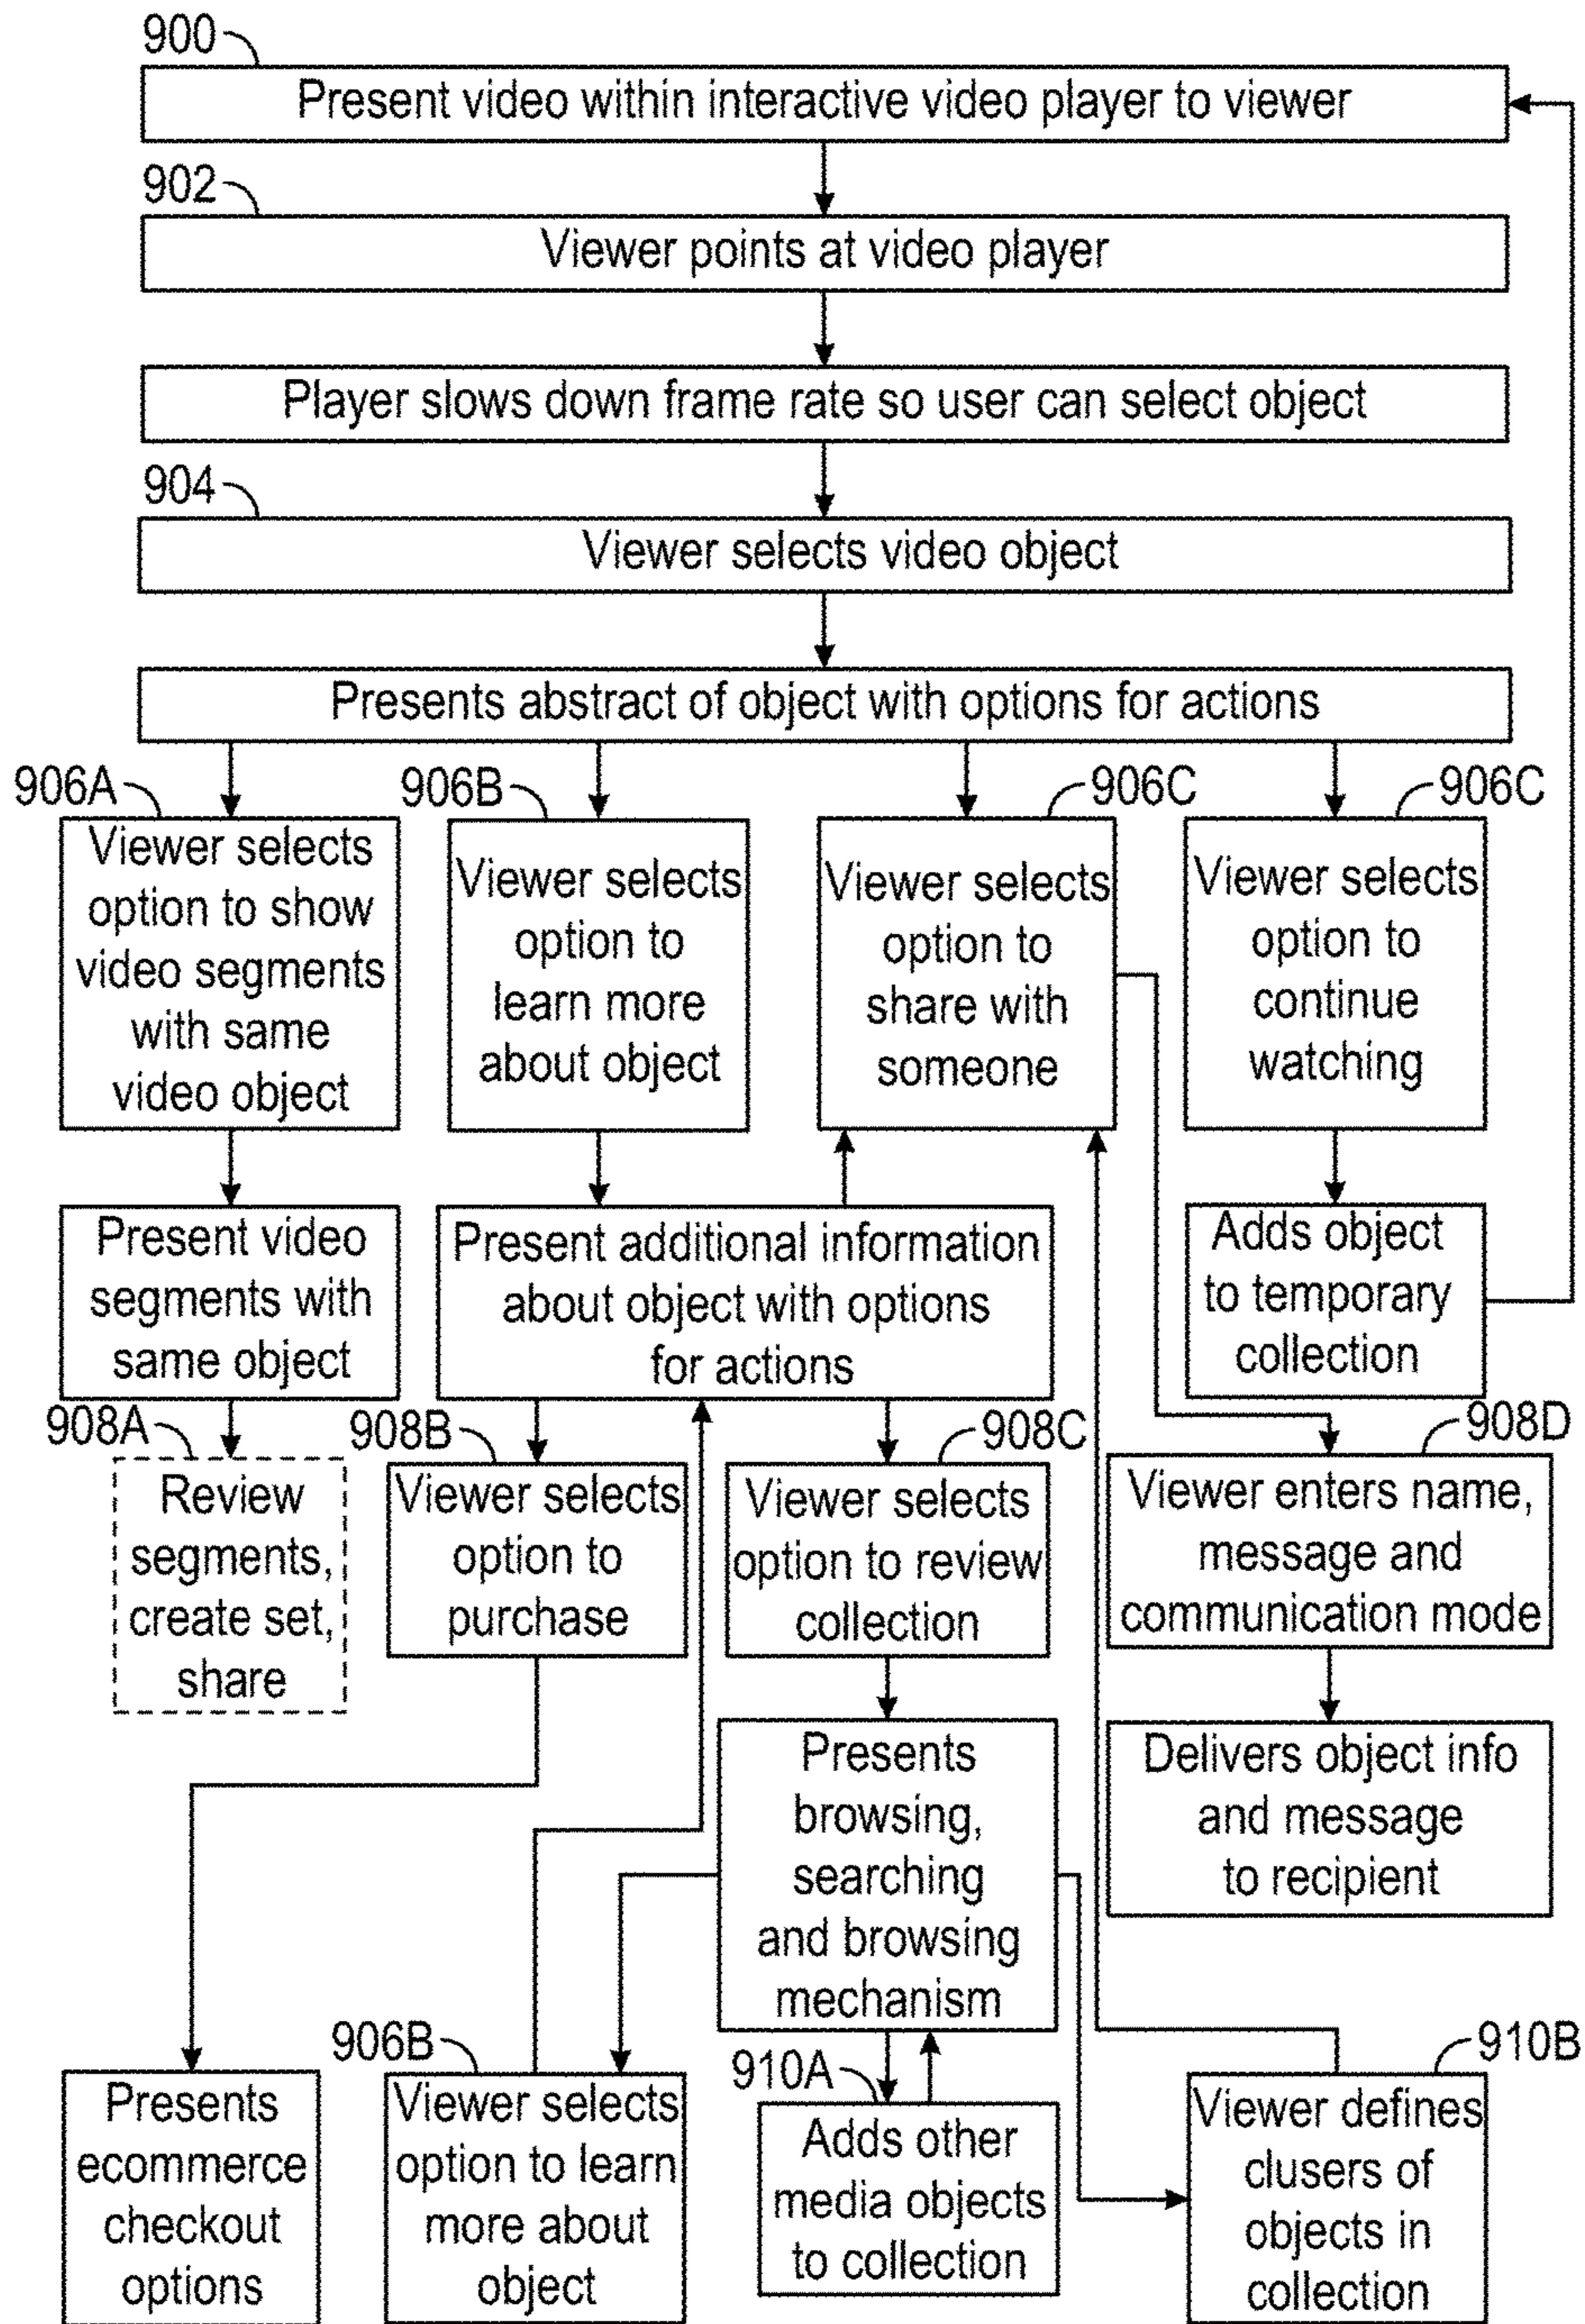 900
Present video within interactive video player to viewer
902
Viewer points at video player
Player slows down frame rate so user can select object
904
Viewer selects video object
Presents abstract of object with options for actions
906A
Viewer selects
option to show
video segments
with same
video object
906B
Viewer selects
option to
learn more
about object
906C
Viewer selects
option to
share with
someone
906C
Viewer selects
option to
continue
watching
Present video
segments with
same object
Present additional information
about object with options
for actions
Adds object
to temporary
collection
908A
Review
segments,
create set,
share
908B
Viewer selects
option to
purchase
908C
Viewer selects
option to review
collection
908D
Viewer enters name,
message and
communication mode
Presents
browsing,
searching
and browsing
mechanism
Delivers object info
and message
to recipient
Presents
ecommerce
checkout
options
906B
Viewer selects
option to learn
more about
object
910A
Adds other
media objects
to collection
910B
Viewer defines
clusers of
objects in
collection